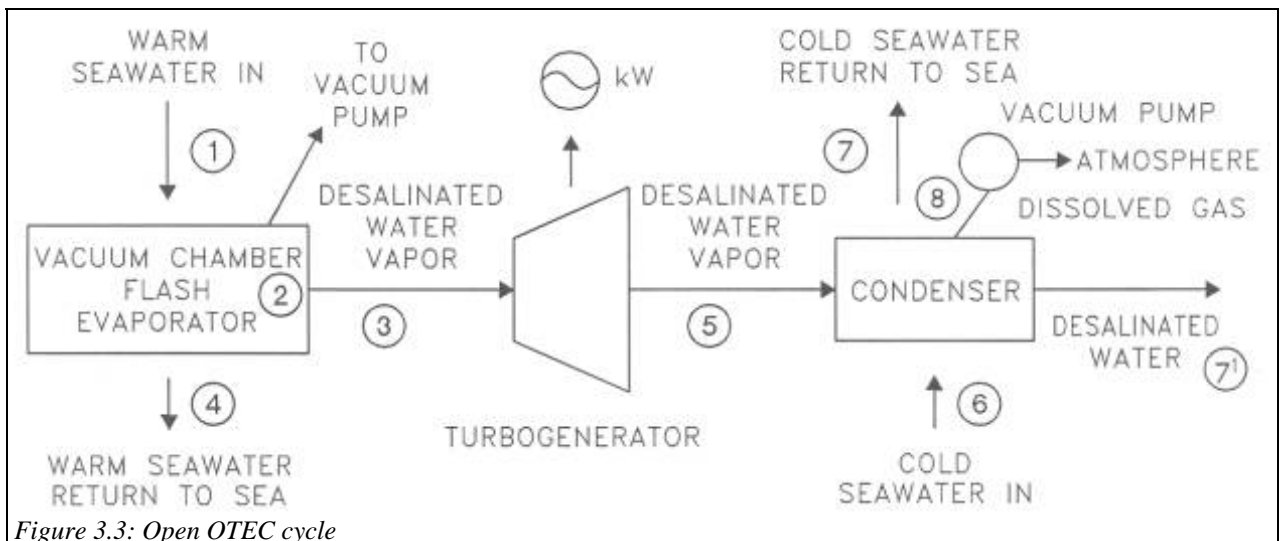 WARM
SEAWATER IN
1
TO
VACUUM
PUMP
kW
COLD SEAWATER
RETURN TO SEA
7
VACUUM PUMP
ATMOSPHERE
8
DISSOLVED GAS
VACUUM CHAMBER
FLASH
EVAPORATOR
2
DESALINATED
WATER
VAPOR
3
DESALINATED
WATER
VAPOR
5
CONDENSER
DESALINATED
WATER
7¹
4
WARM SEAWATER
RETURN TO SEA
TURBOGENERATOR
6
COLD
SEAWATER IN
Figure 3.3: Open OTEC cycle